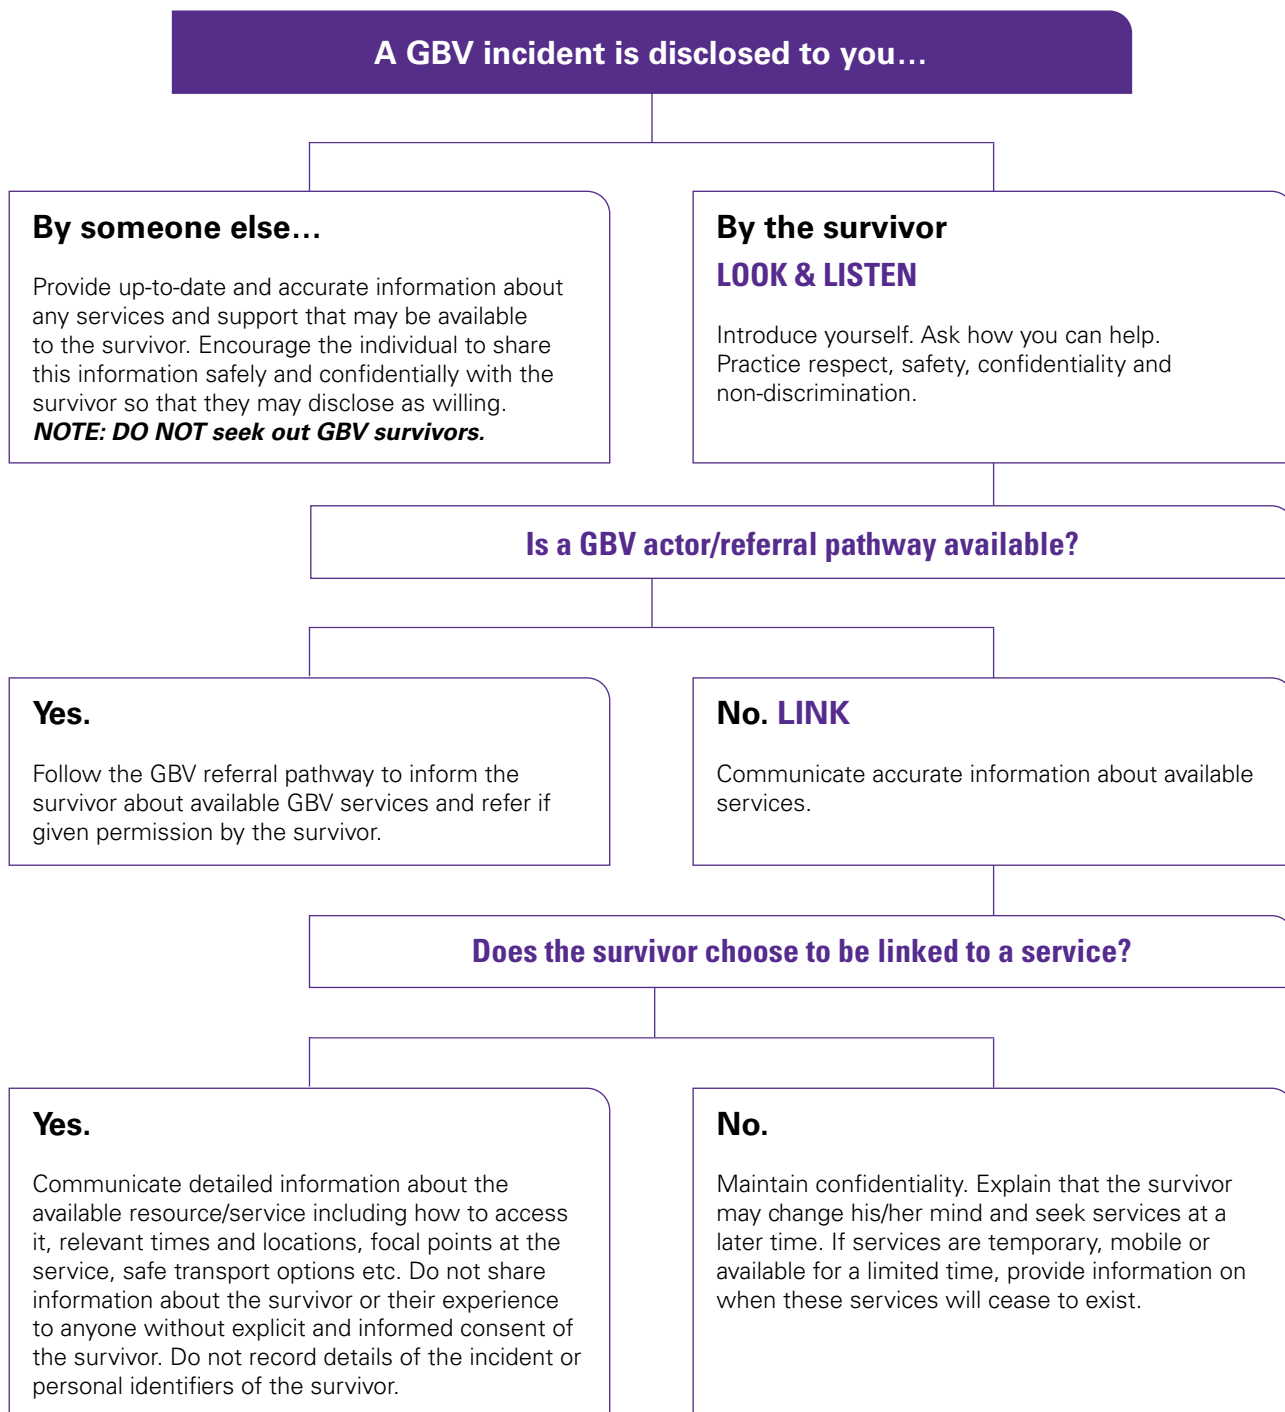 A GBV incident is disclosed to you…
By someone else…
Provide up-to-date and accurate information about
any services and support that may be available
to the survivor. Encourage the individual to share
this information safely and confidentially with the
survivor so that they may disclose as willing.
NOTE: DO NOT seek out GBV survivors.
By the survivor
LOOK & LISTEN
Introduce yourself. Ask how you can help.
Practice respect, safety, confidentiality and
non-discrimination.
Is a GBV actor/referral pathway available?
Yes.
Follow the GBV referral pathway to inform the
survivor about available GBV services and refer if
given permission by the survivor.
No. LINK
Communicate accurate information about available
services.
Does the survivor choose to be linked to a service?
Yes.
Communicate detailed information about the
available resource/service including how to access
it, relevant times and locations, focal points at the
service, safe transport options etc. Do not share
information about the survivor or their experience
to anyone without explicit and informed consent of
the survivor. Do not record details of the incident or
personal identifiers of the survivor.
No.
Maintain confidentiality. Explain that the survivor
may change his/her mind and seek services at a
later time. If services are temporary, mobile or
available for a limited time, provide information on
when these services will cease to exist.